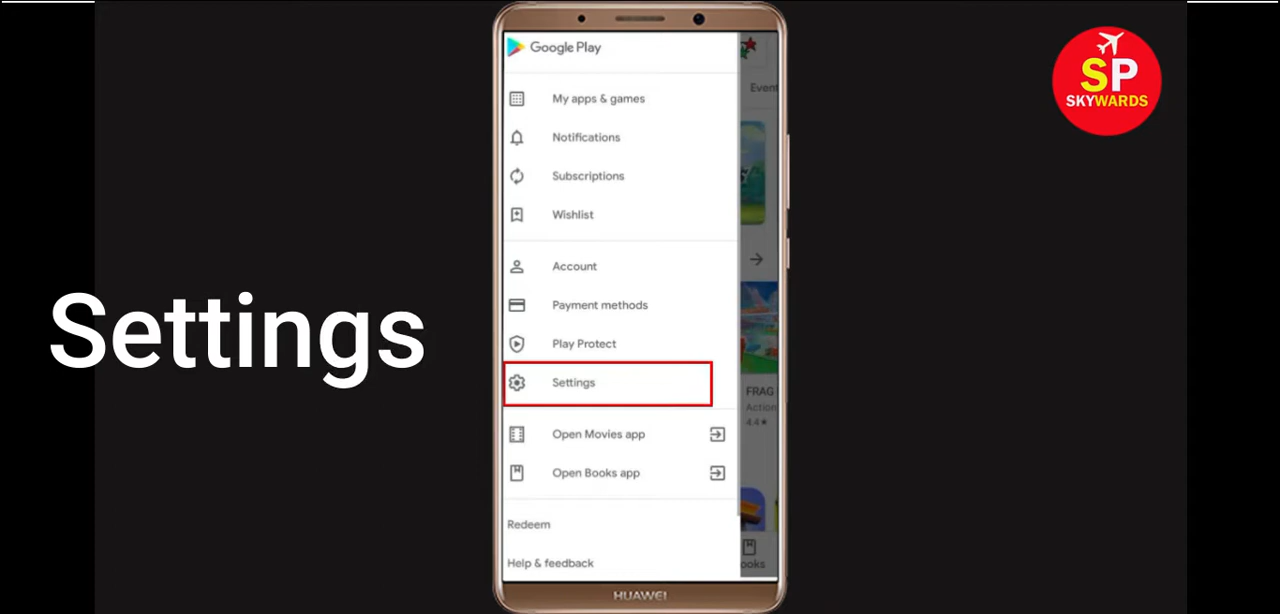 Google Play
SP
SKYWARDS
Event
My apps & games
Notifications
Subscriptions
Wishlist
Account
Payment methods
Play Protect
Settings
Settings
FRAG
Action
4.4★
Open Movies app
Open Books app
Redeem
Help & feedback
ooks
HUAWEI